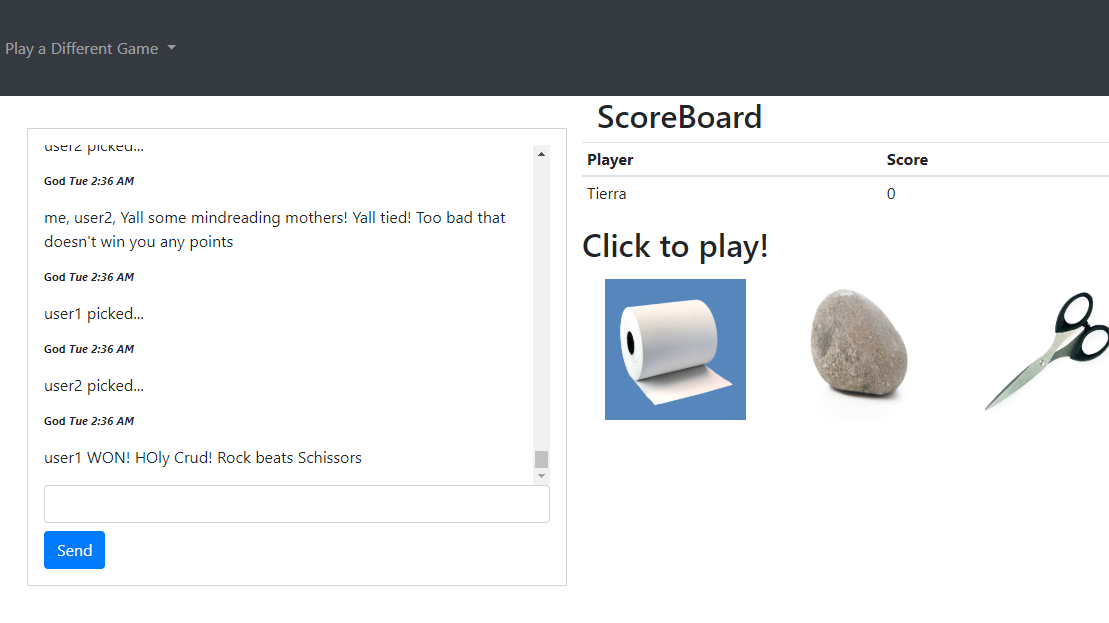 Play a Different Game
user2 picked...
God Tue 2:36 AM
me, user2, Yall some mindreading mothers! Yall tied! Too bad that
doesn't win you any points
God Tue 2:36 AM
user1 picked...
God Tue 2:36 AM
user2 picked...
God Tue 2:36 AM
user1 WON! HOly Crud! Rock beats Schissors
Send
ScoreBoard
Player Score
Tierra 0
Click to play!